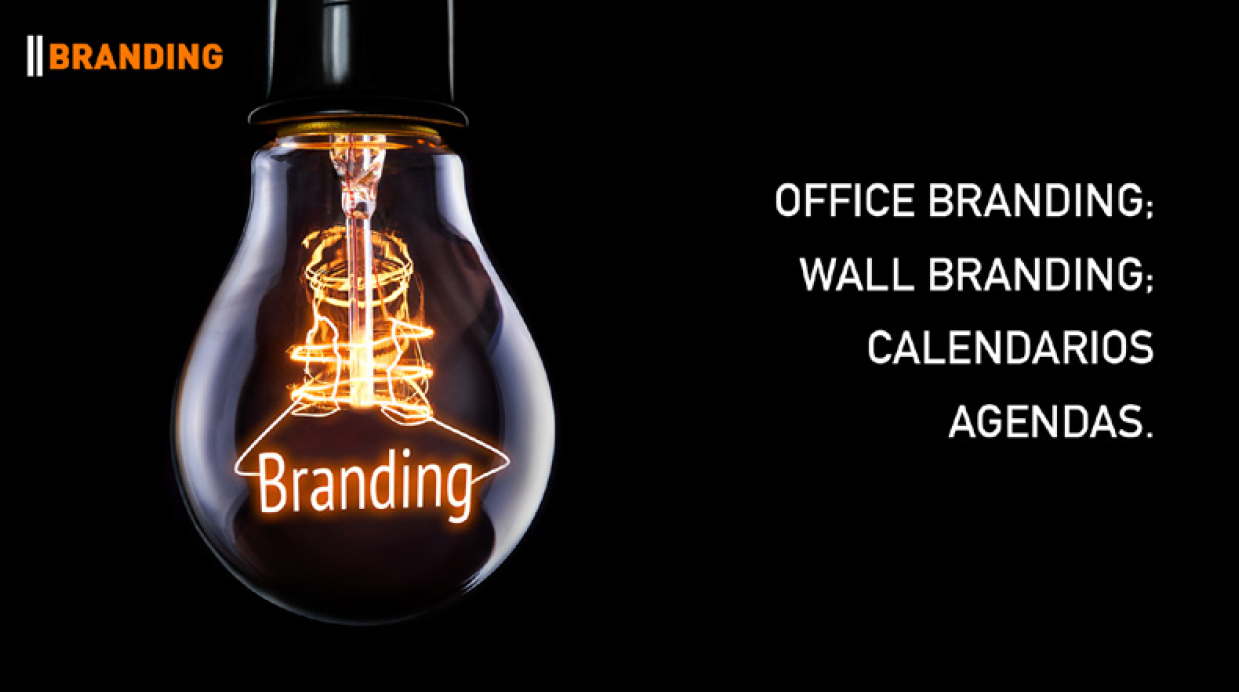 BRANDING
Branding
OFFICE BRANDING;
WALL BRANDING;
CALENDARIOS
AGENDAS.